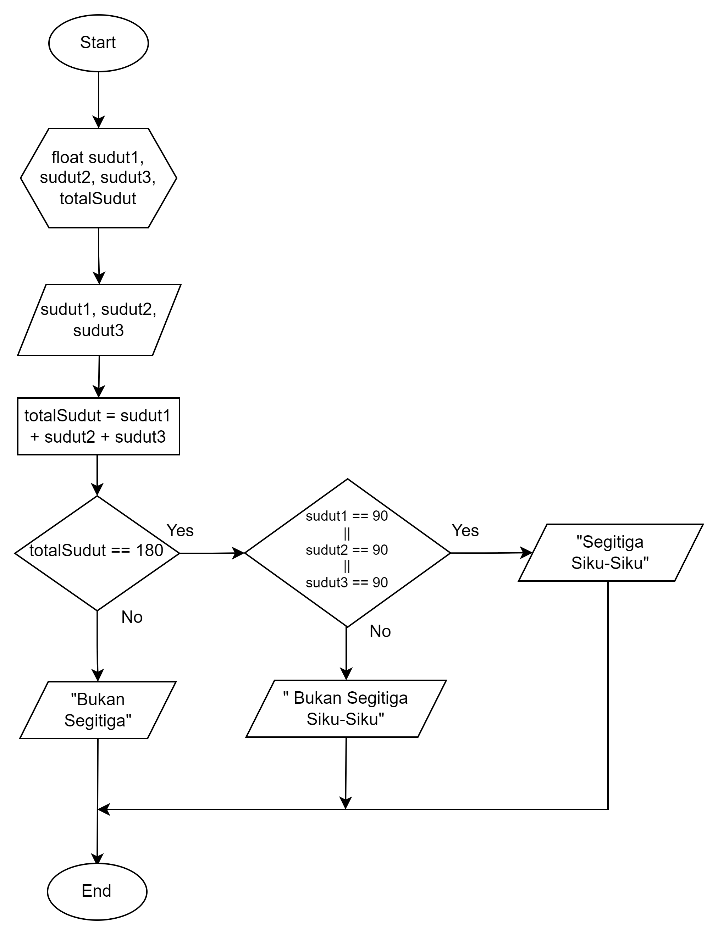 Start
float sudut1,
sudut2, sudut3,
totalSudut
sudut1, sudut2,
sudut3
totalSudut = sudut1
+ sudut2 + sudut3
totalSudut == 180
Yes
No
sudut1 == 90
||
sudut2 == 90
||
sudut3 == 90
Yes
No
"Segitiga
Siku-Siku"
"Bukan
Segitiga"
" Bukan Segitiga
Siku-Siku"
End